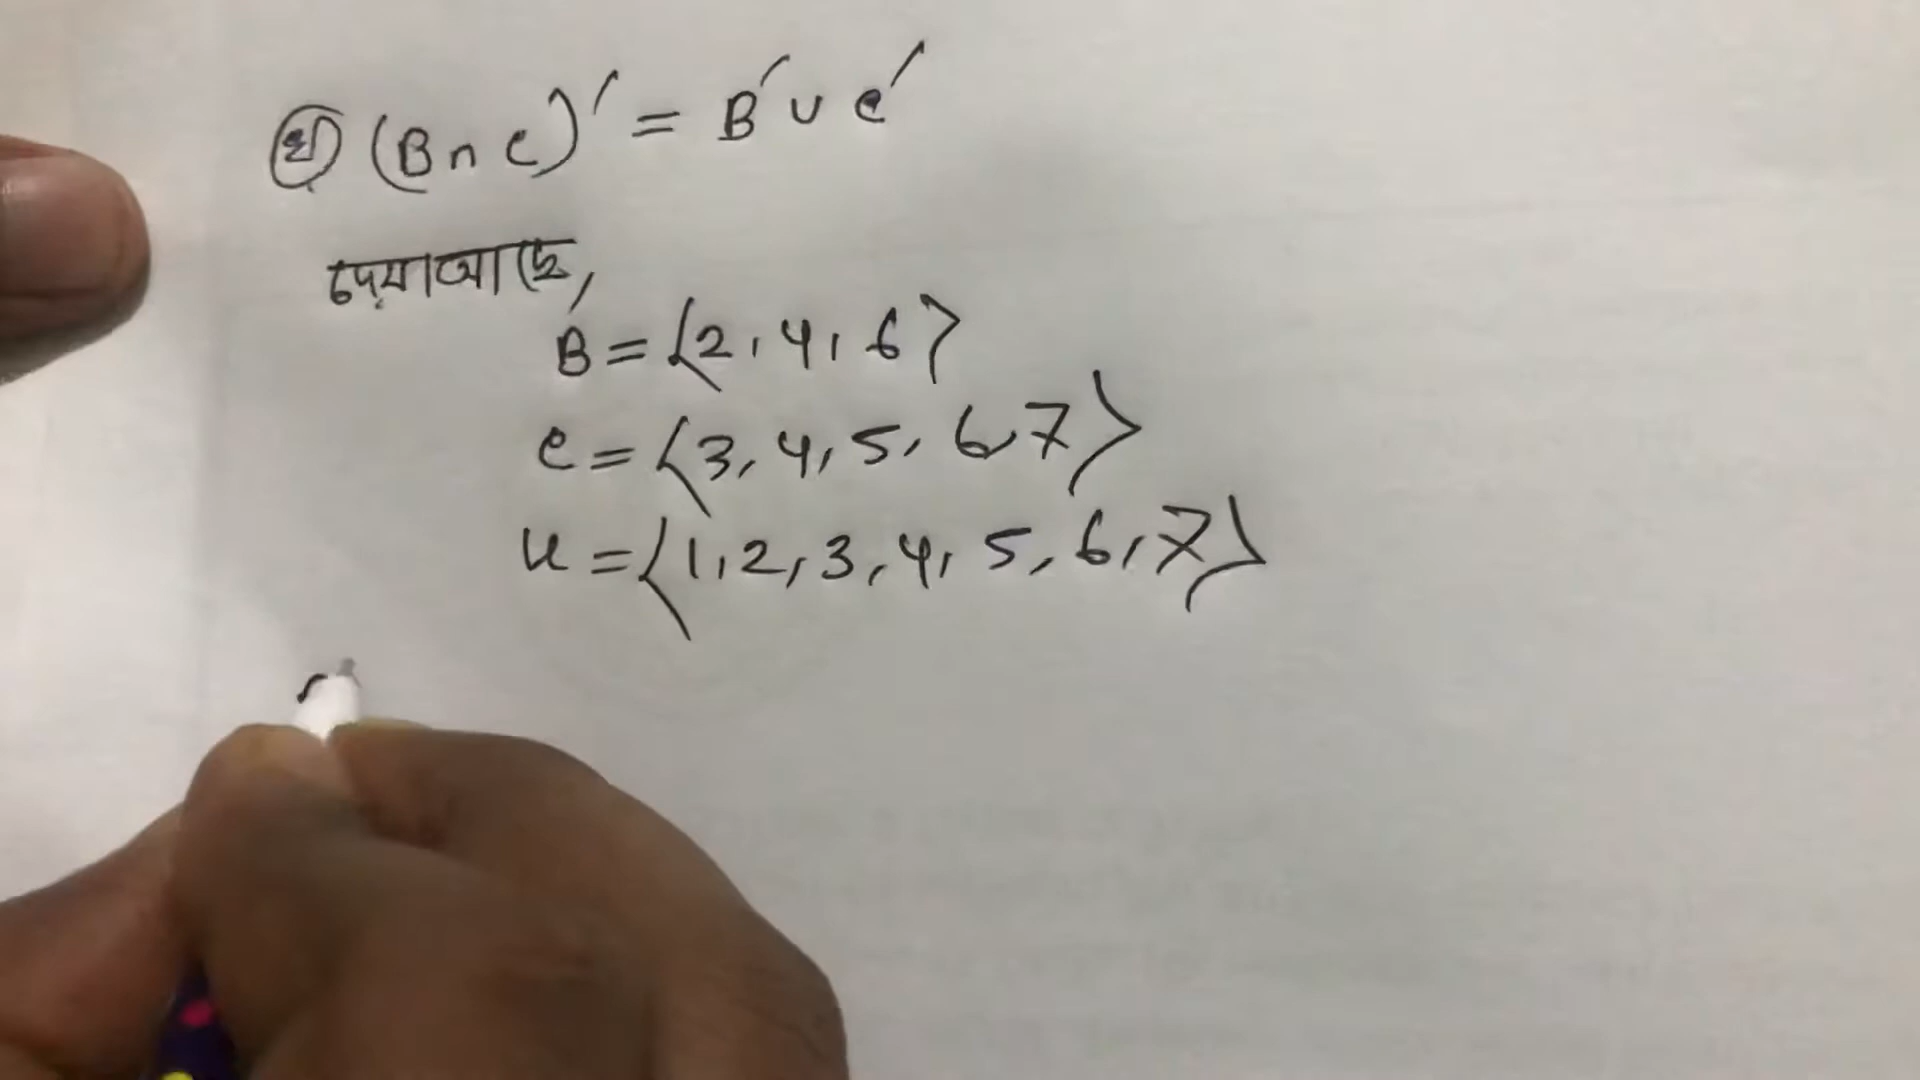 ঘ) (B ∩ C)′ = B′ ∪ C′
দেয়া আছে,
B = {2, 4, 6}
C = {3, 4, 5, 6, 7}
U = {1, 2, 3, 4, 5, 6, 7}